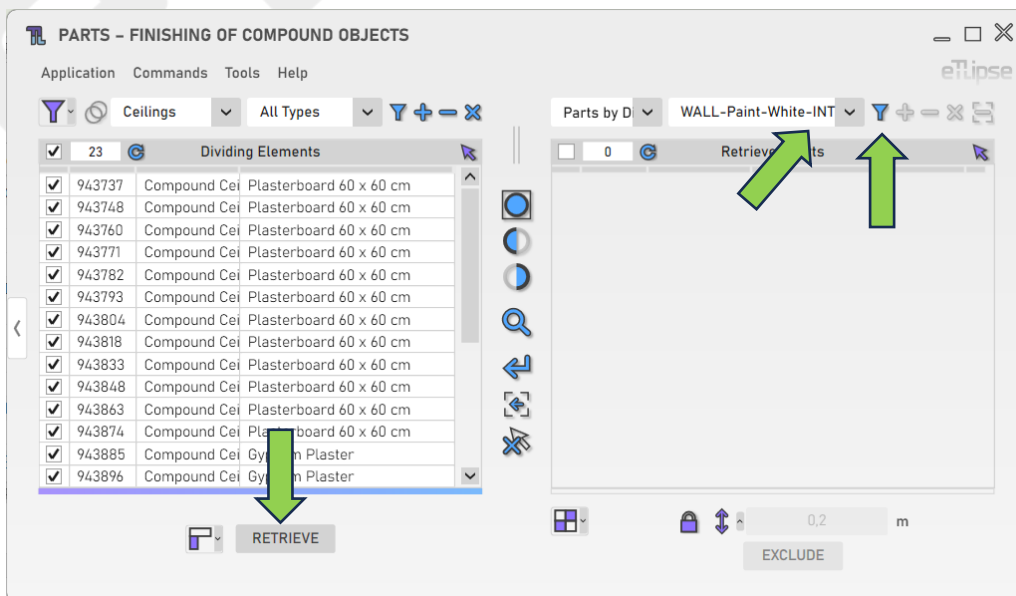 PARTS – FINISHING OF COMPOUND OBJECTS
Application Commands Tools Help
eTLipse
Ceilings All Types
Parts by D WALL-Paint-White-INT
23 Dividing Elements
0 Retrieve ts
943737 Compound Cei Plasterboard 60 x 60 cm
943748 Compound Cei Plasterboard 60 x 60 cm
943760 Compound Cei Plasterboard 60 x 60 cm
943771 Compound Cei Plasterboard 60 x 60 cm
943782 Compound Cei Plasterboard 60 x 60 cm
943793 Compound Cei Plasterboard 60 x 60 cm
943804 Compound Cei Plasterboard 60 x 60 cm
943818 Compound Cei Plasterboard 60 x 60 cm
943833 Compound Cei Plasterboard 60 x 60 cm
943848 Compound Cei Plasterboard 60 x 60 cm
943863 Compound Cei Plasterboard 60 x 60 cm
943874 Compound Cei Plasterboard 60 x 60 cm
943885 Compound Cei Gypsum Plaster
943896 Compound Cei Gypsum Plaster
RETRIEVE
0,2 m
EXCLUDE